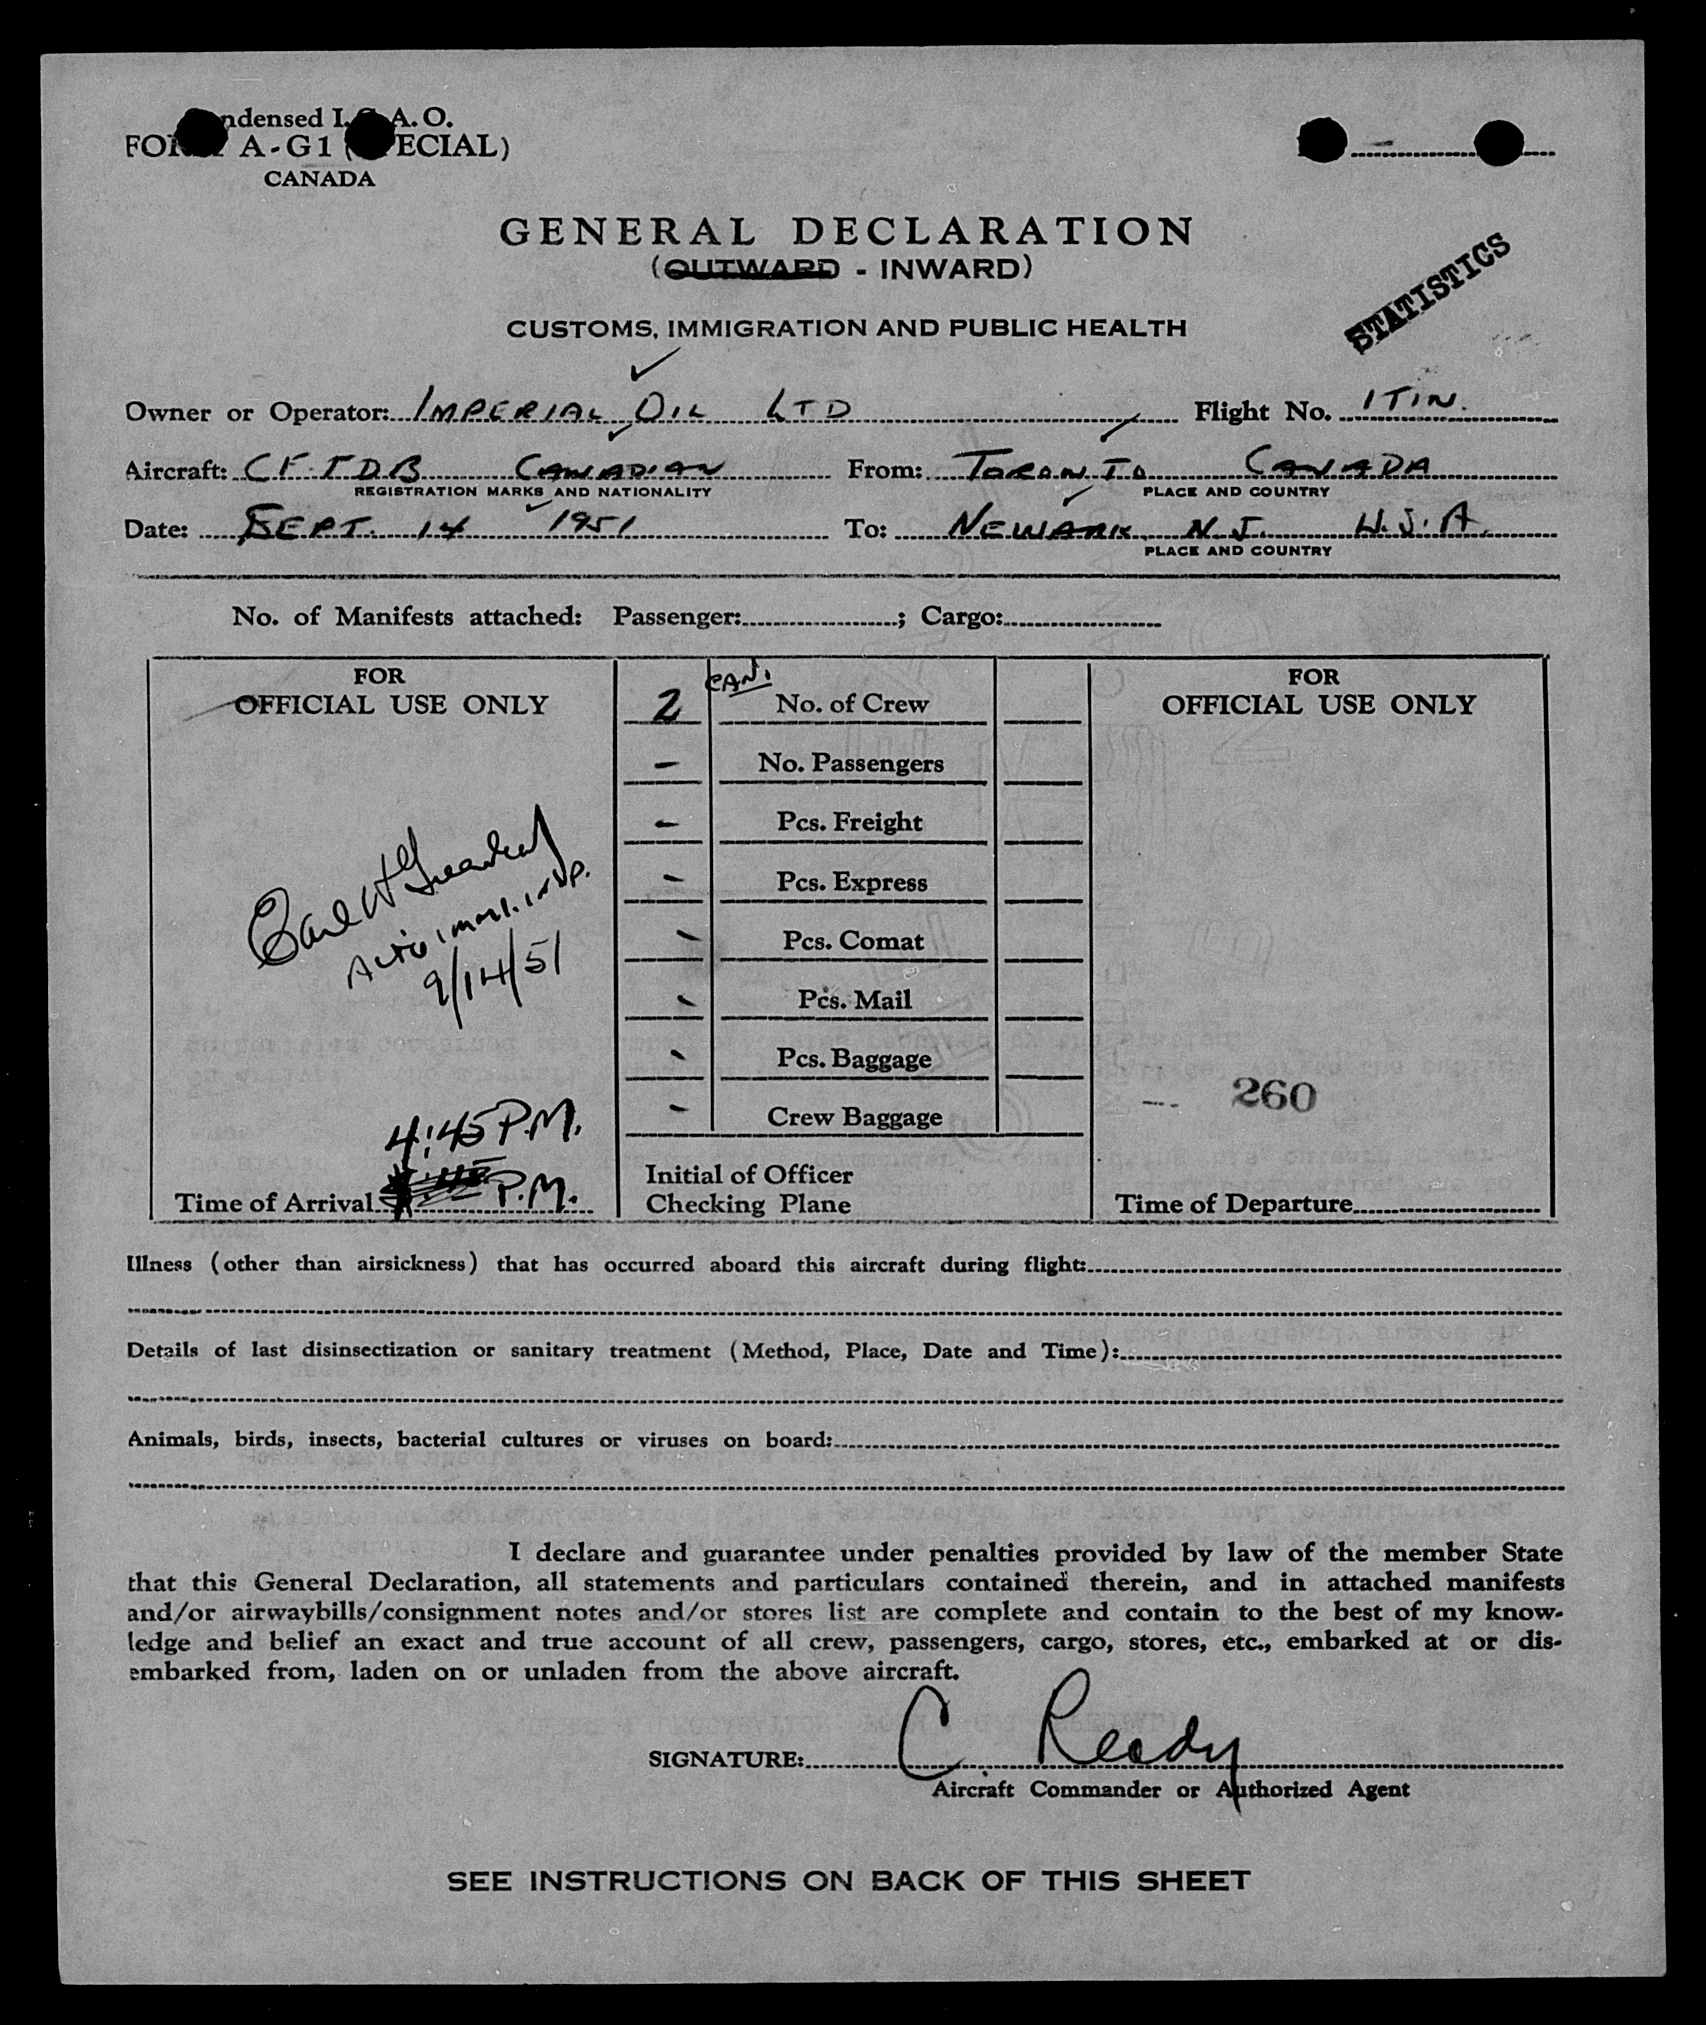 ndensed I. A. O.
FO A-G1 ( ECIAL)
CANADA
GENERAL DECLARATION
(OUTWARD - INWARD)
STATISTICS
CUSTOMS, IMMIGRATION AND PUBLIC HEALTH
Owner or Operator: IMPERIAL OIL LTD Flight No. ITIN.
Aircraft: CF-IDB CANADIAN From: TORONTO CANADA
REGISTRATION MARKS AND NATIONALITY PLACE AND COUNTRY
Date: SEPT. 14 1951 To: NEWARK N.J. U.S.A.
PLACE AND COUNTRY
No. of Manifests attached: Passenger: ; Cargo:
FOR
OFFICIAL USE ONLY
Earl W
imm. insp.
9/14/51
4:45 P.M.
Time of Arrival P.M.
CAN.
2 No. of Crew
- No. Passengers
- Pcs. Freight
- Pcs. Express
- Pcs. Comat
- Pcs. Mail
- Pcs. Baggage
- Crew Baggage
Initial of Officer
Checking Plane
FOR
OFFICIAL USE ONLY
260
Time of Departure
Illness (other than airsickness) that has occurred aboard this aircraft during flight:
Details of last disinsectization or sanitary treatment (Method, Place, Date and Time):
Animals, birds, insects, bacterial cultures or viruses on board:
I declare and guarantee under penalties provided by law of the member State
that this General Declaration, all statements and particulars contained therein, and in attached manifests
and/or airwaybills/consignment notes and/or stores list are complete and contain to the best of my know-
ledge and belief an exact and true account of all crew, passengers, cargo, stores, etc., embarked at or dis-
embarked from, laden on or unladen from the above aircraft.
SIGNATURE: C Ready
Aircraft Commander or Authorized Agent
SEE INSTRUCTIONS ON BACK OF THIS SHEET